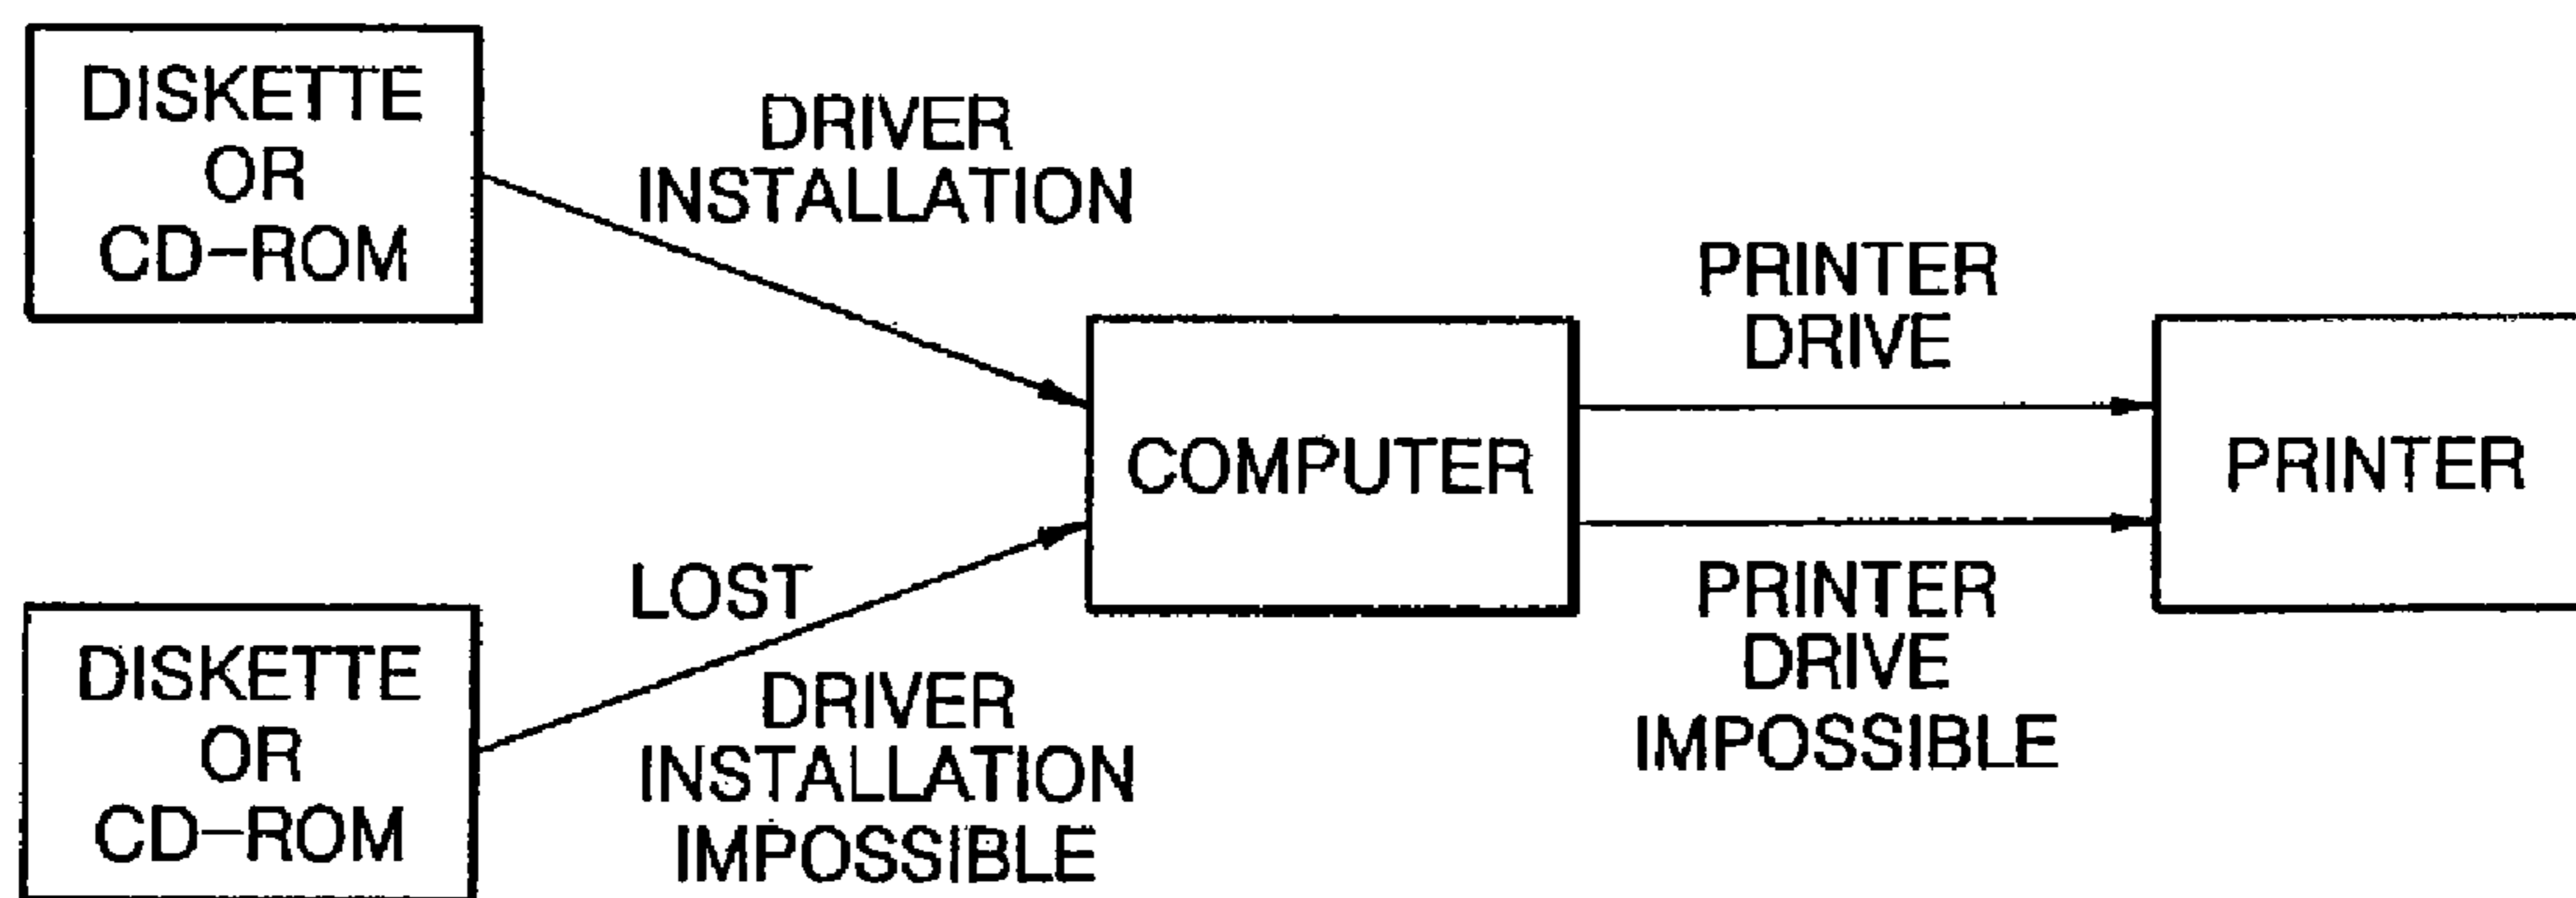 DISKETTE
OR
CD-ROM
DRIVER
INSTALLATION
PRINTER
DRIVE
COMPUTER
PRINTER
LOST
DRIVER
INSTALLATION
IMPOSSIBLE
PRINTER
DRIVE
IMPOSSIBLE
DISKETTE
OR
CD-ROM